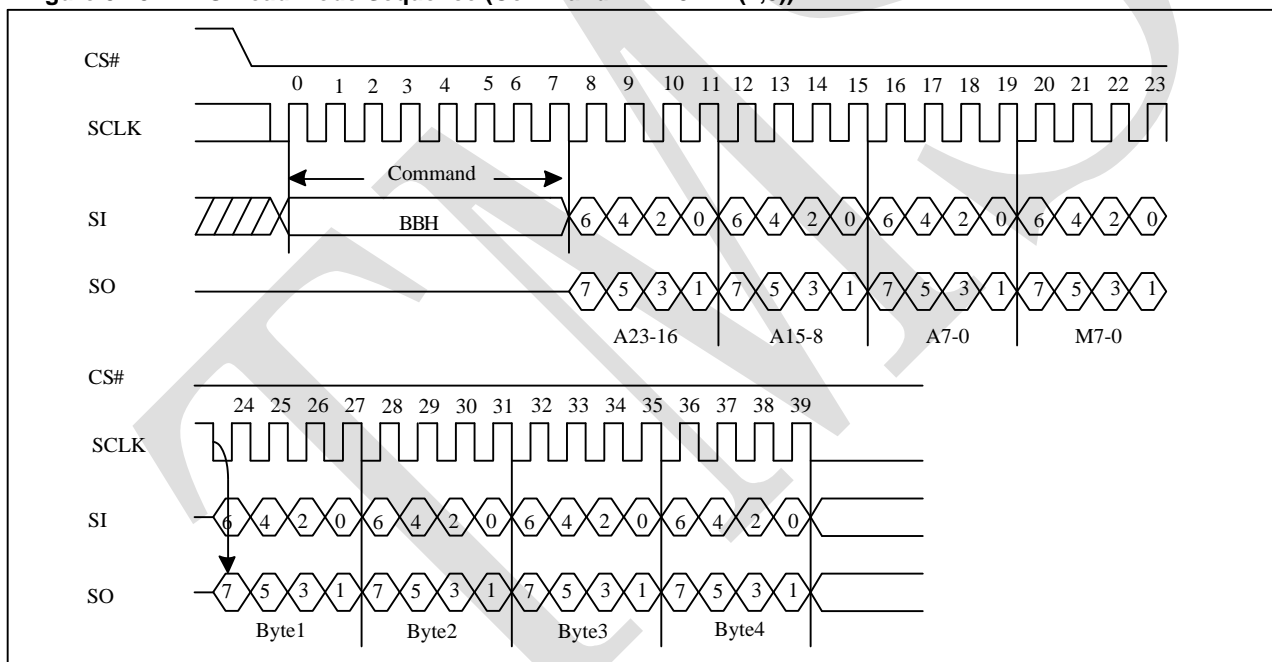 CS#
0 1 2 3 4 5 6 7 8 9 10 11 12 13 14 15 16 17 18 19 20 21 22 23
SCLK
Command
SI BBH 6 4 2 0 6 4 2 0 6 4 2 0 6 4 2 0
SO 7 5 3 1 7 5 3 1 7 5 3 1 7 5 3 1
A23-16 A15-8 A7-0 M7-0
CS#
24 25 26 27 28 29 30 31 32 33 34 35 36 37 38 39
SCLK
SI 6 4 2 0 6 4 2 0 6 4 2 0 6 4 2 0
SO 7 5 3 1 7 5 3 1 7 5 3 1 7 5 3 1
Byte1 Byte2 Byte3 Byte4